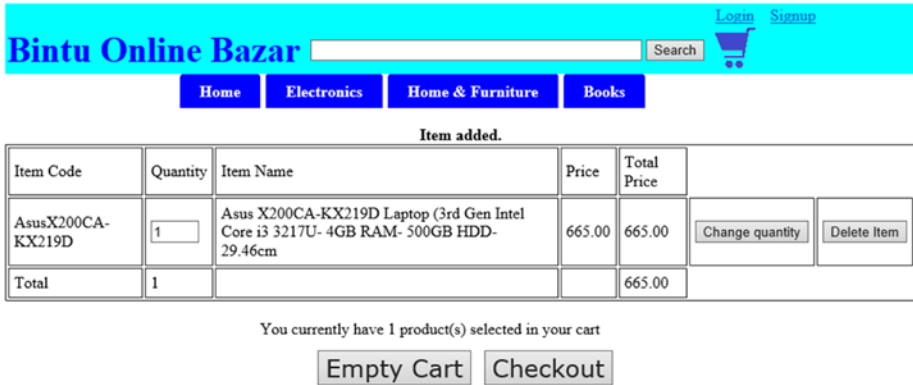 Login Signup
Bintu Online Bazar Search
Home Electronics Home & Furniture Books
Item added.
Item Code Quantity Item Name Price Total Price
AsusX200CA-KX219D 1 Asus X200CA-KX219D Laptop (3rd Gen Intel
Core i3 3217U- 4GB RAM- 500GB HDD-
29.46cm 665.00 665.00 Change quantity Delete Item
Total 1 665.00
You currently have 1 product(s) selected in your cart
Empty Cart Checkout